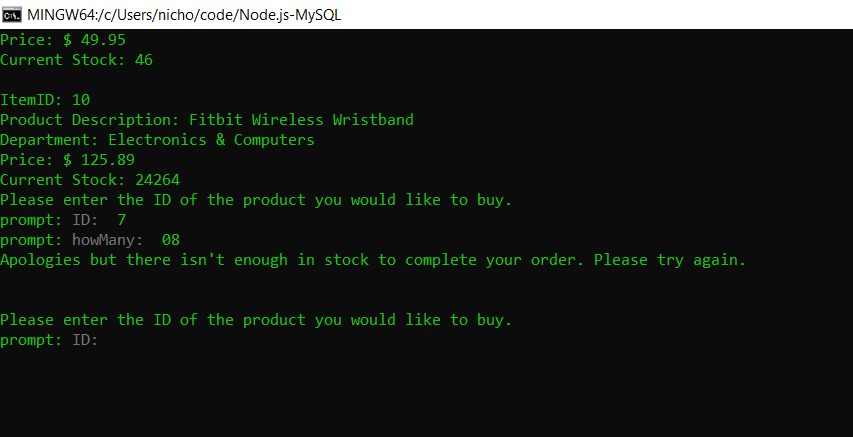 MINGW64:/c/Users/nicho/code/Node.js-MySQL
Price: $ 49.95
Current Stock: 46
ItemID: 10
Product Description: Fitbit Wireless Wristband
Department: Electronics & Computers
Price: $ 125.89
Current Stock: 24264
Please enter the ID of the product you would like to buy.
prompt: ID:  7
prompt: howMany:  08
Apologies but there isn't enough in stock to complete your order. Please try again.
Please enter the ID of the product you would like to buy.
prompt: ID: